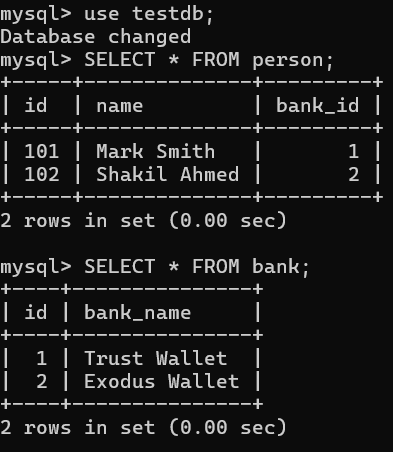 mysql> use testdb;
Database changed
mysql> SELECT * FROM person;
+-----+--------------+---------+
| id  | name         | bank_id |
+-----+--------------+---------+
| 101 | Mark Smith   |       1 |
| 102 | Shakil Ahmed |       2 |
+-----+--------------+---------+
2 rows in set (0.00 sec)

mysql> SELECT * FROM bank;
+----+---------------+
| id | bank_name     |
+----+---------------+
|  1 | Trust Wallet  |
|  2 | Exodus Wallet |
+----+---------------+
2 rows in set (0.00 sec)